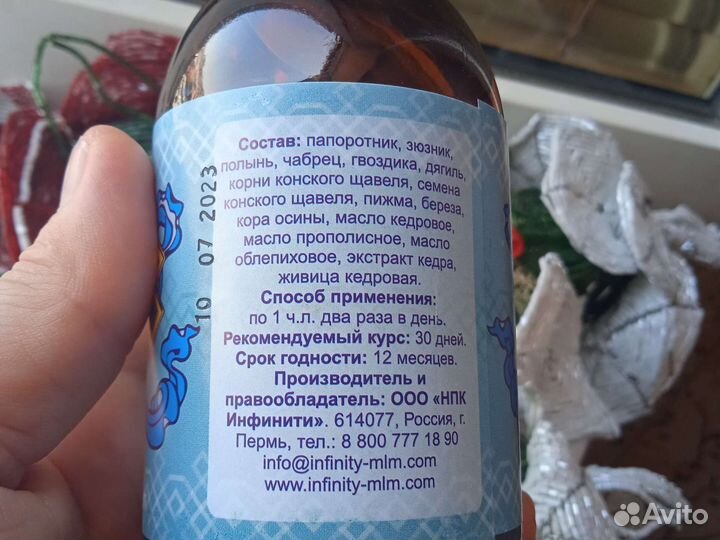 Состав: папоротник, зюзник,
полынь, чабрец, гвоздика, дягиль,
корни конского щавеля, семена
конского щавеля, пижма, береза,
кора осины, масло кедровое,
масло прополисное, масло
облепиховое, экстракт кедра,
живица кедровая.
Способ применения:
по 1 ч.л. два раза в день.
Рекомендуемый курс: 30 дней.
Срок годности: 12 месяцев.
Производитель и
правообладатель: ООО «НПК
Инфинити». 614077, Россия, г.
Пермь, тел.: 8 800 777 18 90
info@infinity-mlm.com
www.infinity-mlm.com
10 07 2023
Avito